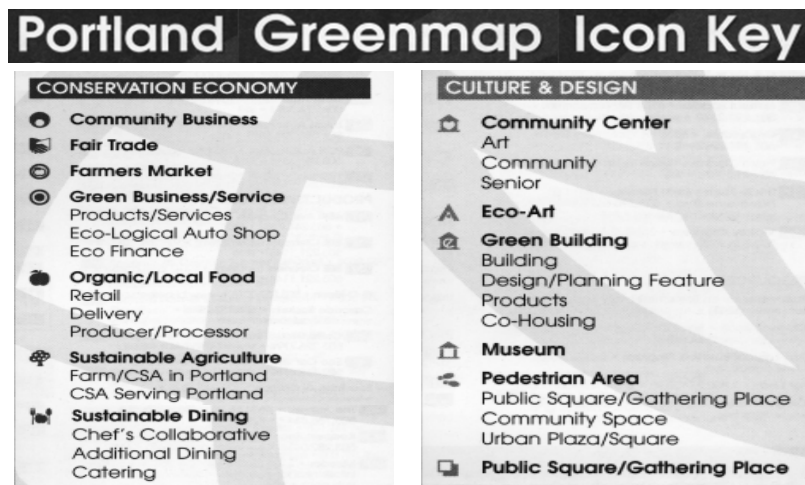 Portland Greenmap Icon Key
CONSERVATION ECONOMY
Community Business
Fair Trade
Farmers Market
Green Business/Service
Products/Services
Eco-Logical Auto Shop
Eco Finance
Organic/Local Food
Retail
Delivery
Producer/Processor
Sustainable Agriculture
Farm/CSA in Portland
CSA Serving Portland
Sustainable Dining
Chef's Collaborative
Additional Dining
Catering
CULTURE & DESIGN
Community Center
Art
Community
Senior
Eco-Art
Green Building
Building
Design/Planning Feature
Products
Co-Housing
Museum
Pedestrian Area
Public Square/Gathering Place
Community Space
Urban Plaza/Square
Public Square/Gathering Place